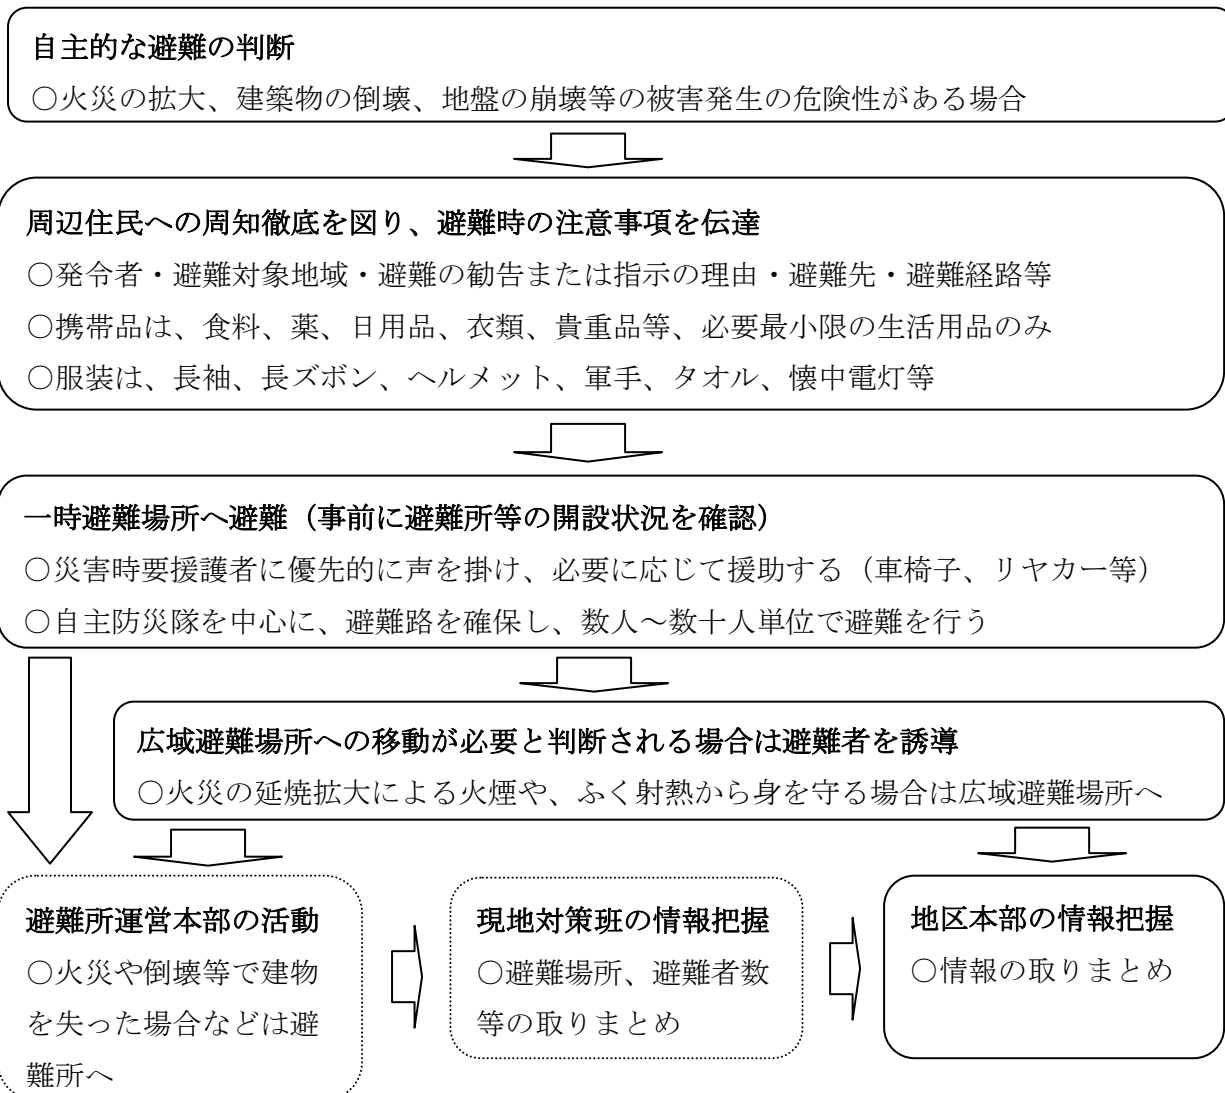 自主的な避難の判断
○火災の拡大、建築物の倒壊、地盤の崩壊等の被害発生の危険性がある場合
周辺住民への周知徹底を図り、避難時の注意事項を伝達
○発令者・避難対象地域・避難の勧告または指示の理由・避難先・避難経路等
○携帯品は、食料、薬、日用品、衣類、貴重品等、必要最小限の生活用品のみ
○服装は、長袖、長ズボン、ヘルメット、軍手、タオル、懐中電灯等
一時避難場所へ避難（事前に避難所等の開設状況を確認）
○災害時要援護者に優先的に声を掛け、必要に応じて援助する（車椅子、リヤカー等）
○自主防災隊を中心に、避難路を確保し、数人～数十人単位で避難を行う
広域避難場所への移動が必要と判断される場合は避難者を誘導
○火災の延焼拡大による火煙や、ふく射熱から身を守る場合は広域避難場所へ
避難所運営本部の活動
○火災や倒壊等で建物
を失った場合などは避
難所へ
現地対策班の情報把握
○避難場所、避難者数
等の取りまとめ
地区本部の情報把握
○情報の取りまとめ